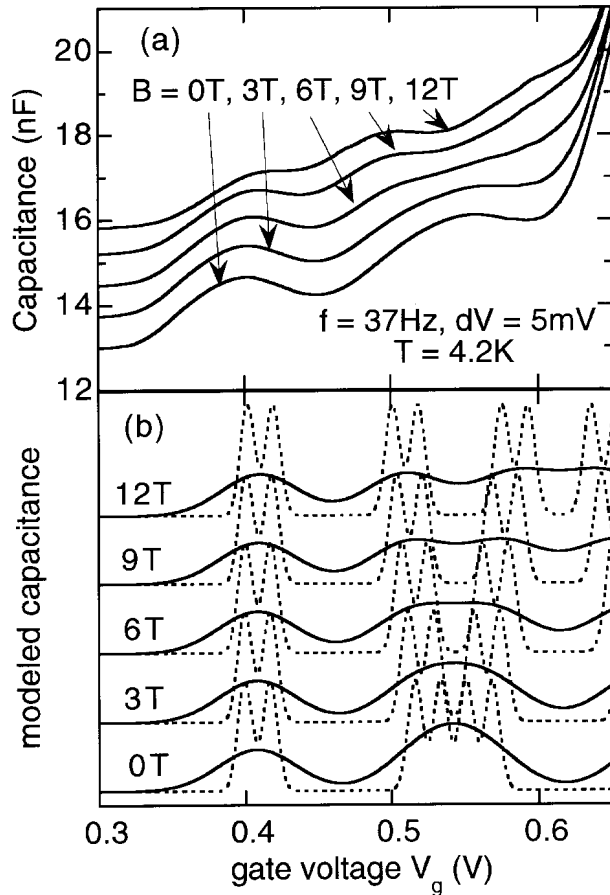 (a)
B = 0T, 3T, 6T, 9T, 12T
f = 37Hz, dV = 5mV
T = 4.2K
Capacitance (nF)
20
18
16
14
12
(b)
12T
9T
6T
3T
0T
modeled capacitance
0.3
0.4
0.5
0.6
gate voltage Vg (V)